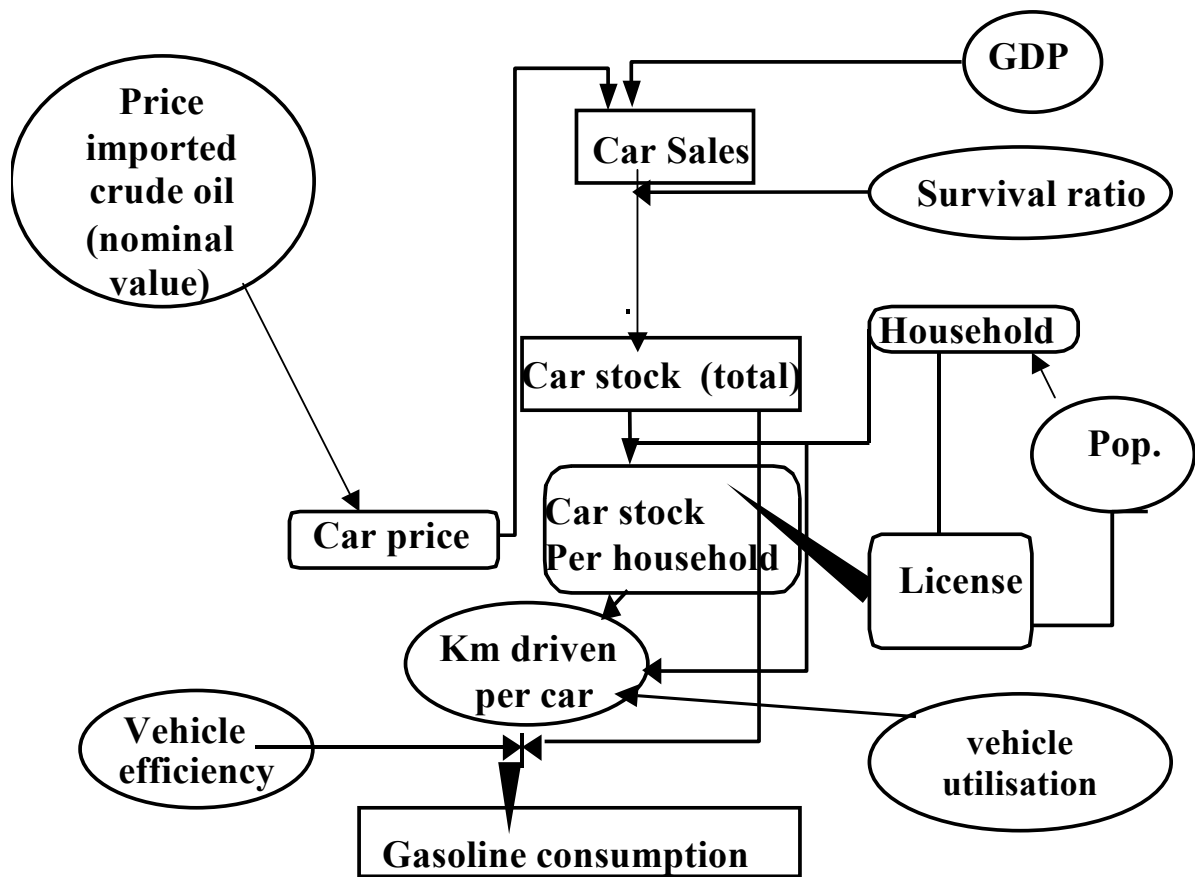 GDP
Price
imported
crude oil
(nominal
value)
Car Sales
Survival ratio
Household
Car stock (total)
Pop.
Car stock
Per household
Car price
License
Km driven
per car
Vehicle
efficiency
vehicle
utilisation
Gasoline consumption